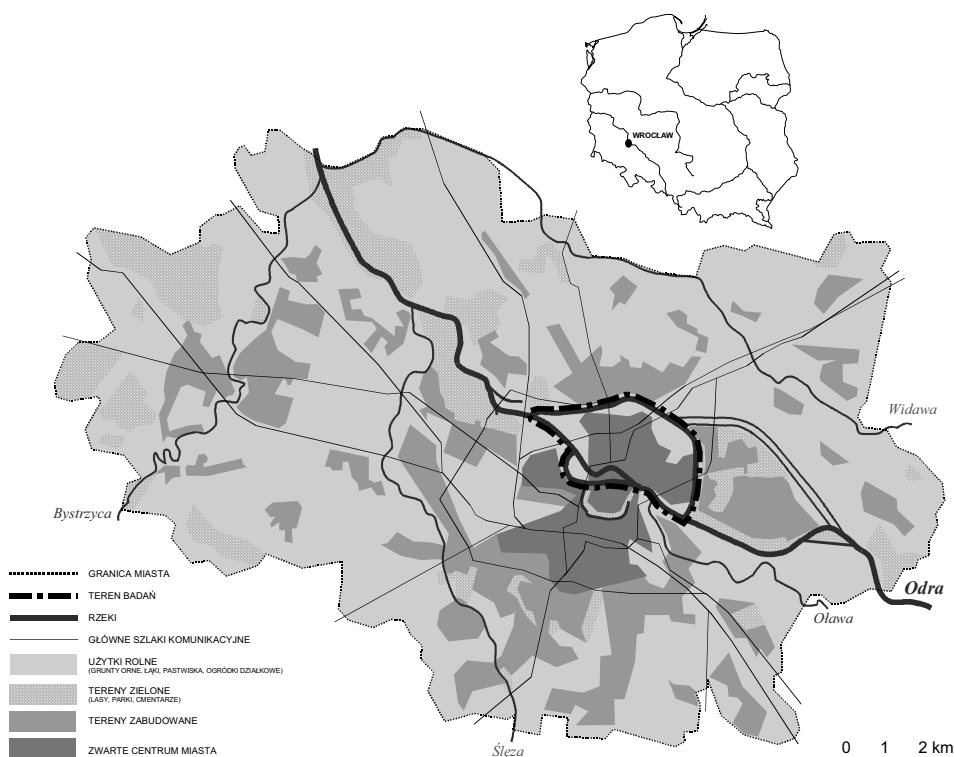 WROCŁAW
Widawa
Bystrzyca
Odra
Oława
Ślęza
GRANICA MIASTA
TEREN BADAŃ
RZEKI
GŁÓWNE SZLAKI KOMUNIKACYJNE
UŻYTKI ROLNE
(GRUNTY ORNE, ŁĄKI, PASTWISKA, OGRÓDKI DZIAŁKOWE)
TERENY ZIELONE
(LASY, PARKI, CMENTARZE)
TERENY ZABUDOWANE
ZWARTE CENTRUM MIASTA
0 1 2 km